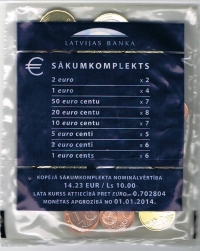 LATVIJAS BANKA
€ SĀKUMKOMPLEKTS
2 euro x 2
1 euro x 4
50 euro centu x 7
20 euro centu x 8
10 euro centu x 7
5 euro centi x 5
2 euro centi x 6
1 euro cents x 6
KOPĒJĀ SĀKUMKOMPLEKTA NOMINĀLVĒRTĪBA
14.23 EUR / Ls 10.00
LATA KURSS ATTIECĪBĀ PRET EURO=0.702804
MONĒTAS APGROZĪBĀ NO 01.01.2014.